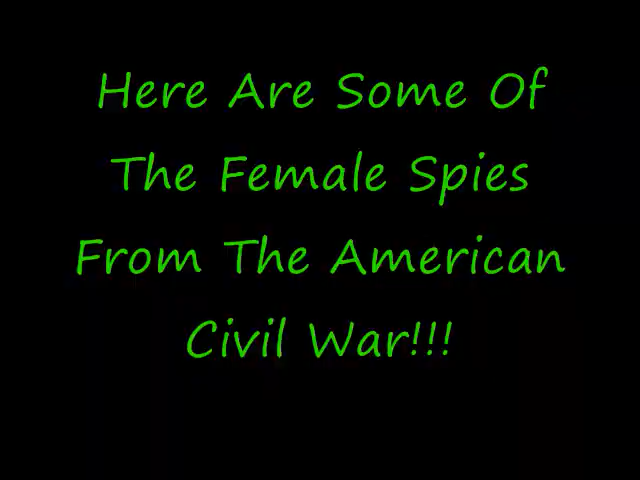 Here Are Some Of
The Female Spies
From The American
Civil War!!!